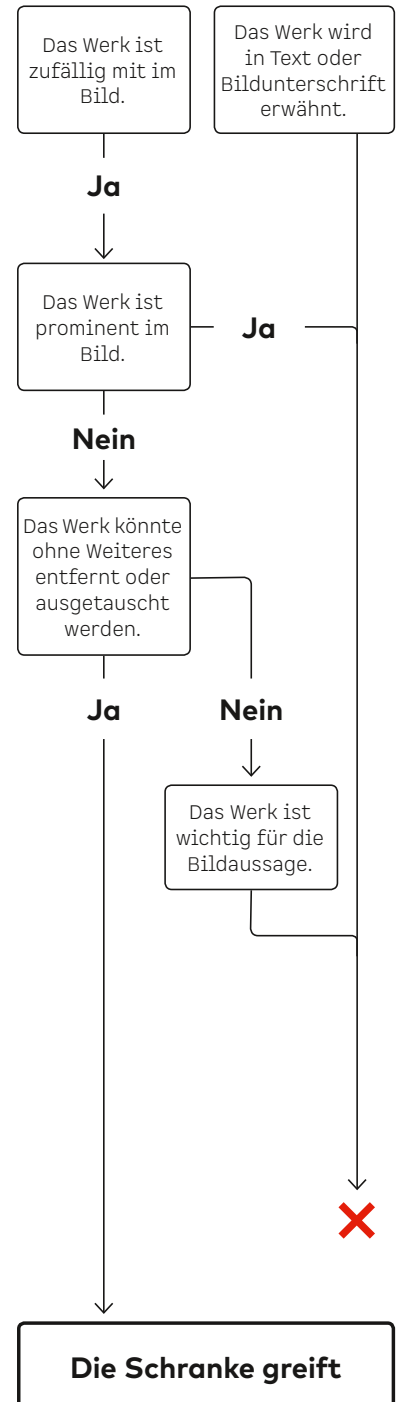 Das Werk ist
zufällig mit im
Bild.
Das Werk wird
in Text oder
Bildunterschrift
erwähnt.
Ja
Das Werk ist
prominent im
Bild.
Ja
Nein
Das Werk könnte
ohne Weiteres
entfernt oder
ausgetauscht
werden.
Ja
Nein
Das Werk ist
wichtig für die
Bildaussage.
Die Schranke greift